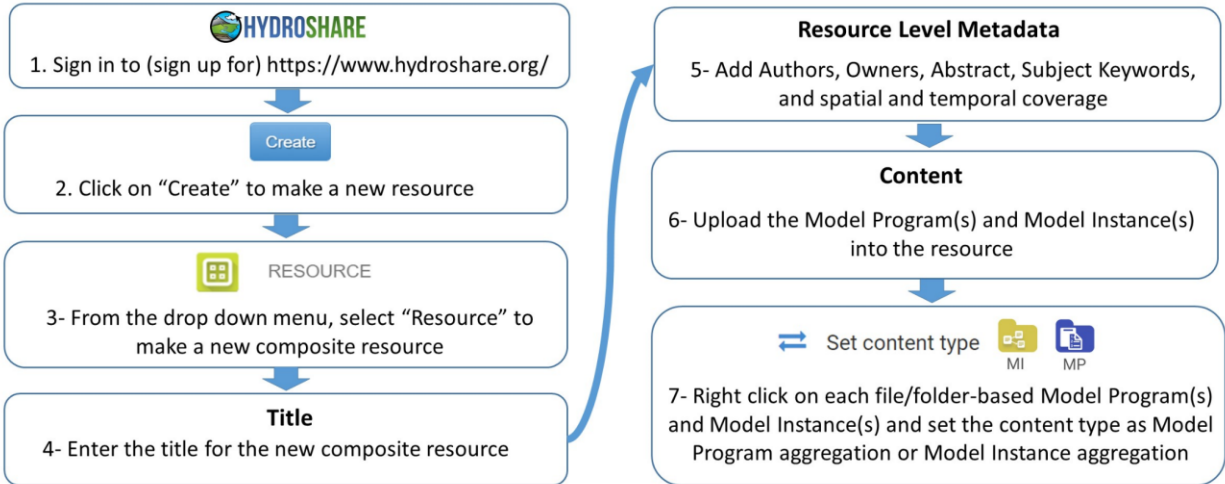 HYDROSHARE
1. Sign in to (sign up for) https://www.hydroshare.org/
Create
2. Click on “Create” to make a new resource
RESOURCE
3- From the drop down menu, select “Resource” to
make a new composite resource
Title
4- Enter the title for the new composite resource
Resource Level Metadata
5- Add Authors, Owners, Abstract, Subject Keywords,
and spatial and temporal coverage
Content
6- Upload the Model Program(s) and Model Instance(s)
into the resource
Set content type
MI MP
7- Right click on each file/folder-based Model Program(s)
and Model Instance(s) and set the content type as Model
Program aggregation or Model Instance aggregation